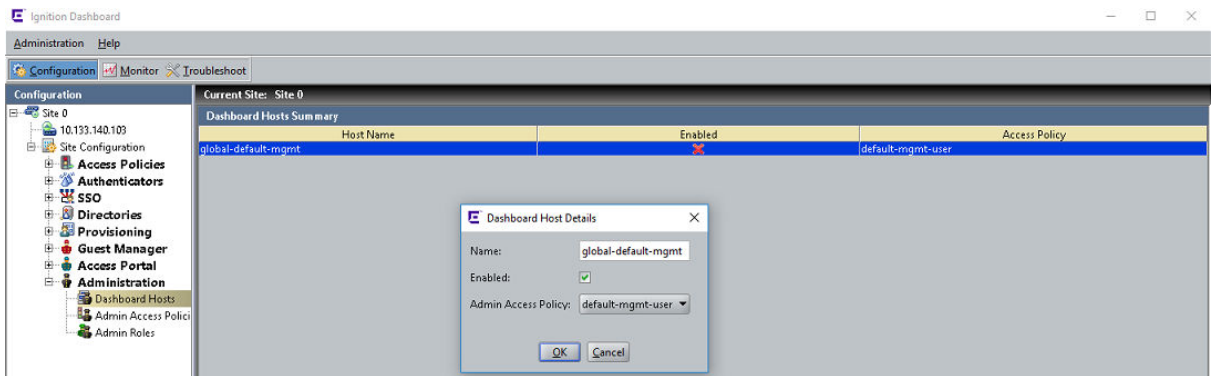 Ignition Dashboard
Administration Help
Configuration Monitor Troubleshoot
Configuration
Current Site: Site 0
Site 0
Dashboard Hosts Summary
10.133.140.103
Host Name Enabled Access Policy
Site Configuration
global-default-mgmt default-mgmt-user
Access Policies
Authenticators
SSO
Directories
Provisioning
Guest Manager
Access Portal
Administration
Dashboard Hosts
Admin Access Polici
Admin Roles
Dashboard Host Details
Name: global-default-mgmt
Enabled:
Admin Access Policy: default-mgmt-user
OK Cancel